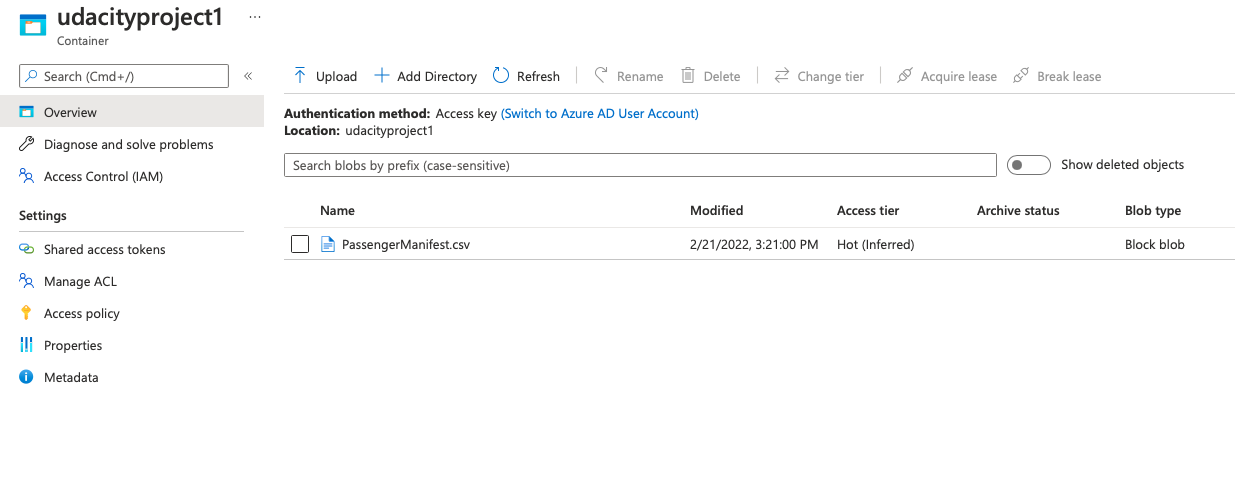 udacityproject1 ...
Container
Search (Cmd+/)
«
Overview
Diagnose and solve problems
Access Control (IAM)
Settings
Shared access tokens
Manage ACL
Access policy
Properties
Metadata
Upload Add Directory Refresh Rename Delete Change tier Acquire lease Break lease
Authentication method: Access key (Switch to Azure AD User Account)
Location: udacityproject1
Search blobs by prefix (case-sensitive) Show deleted objects
Name Modified Access tier Archive status Blob type
PassengerManifest.csv 2/21/2022, 3:21:00 PM Hot (Inferred) Block blob